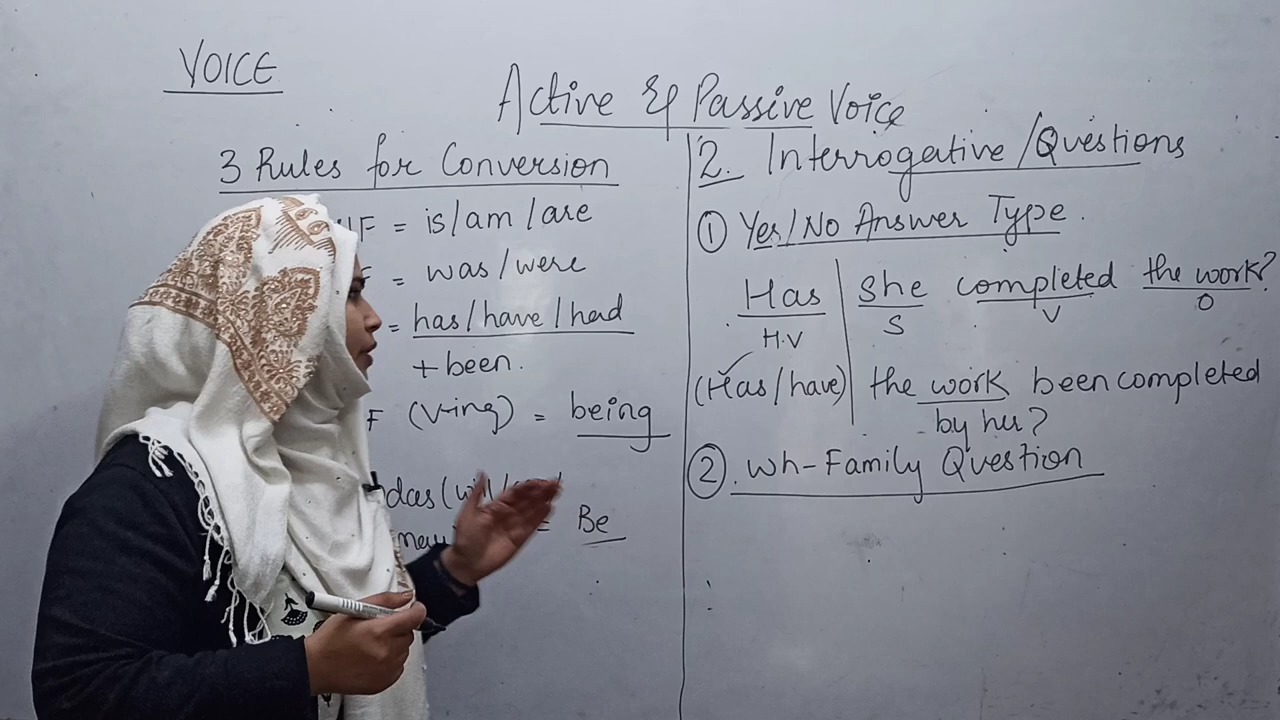 VOICE
Active & Passive Voice
3 Rules for Conversion
= is/am/are
= was/were
= has/have/had
+ been.
F (V-ing) = being
= Be
2. Interrogative/Questions
① Yes/No Answer Type.
Has she completed the work?
H.V S V O
(Has/have) the work been completed
by her?
②. Wh-Family Question